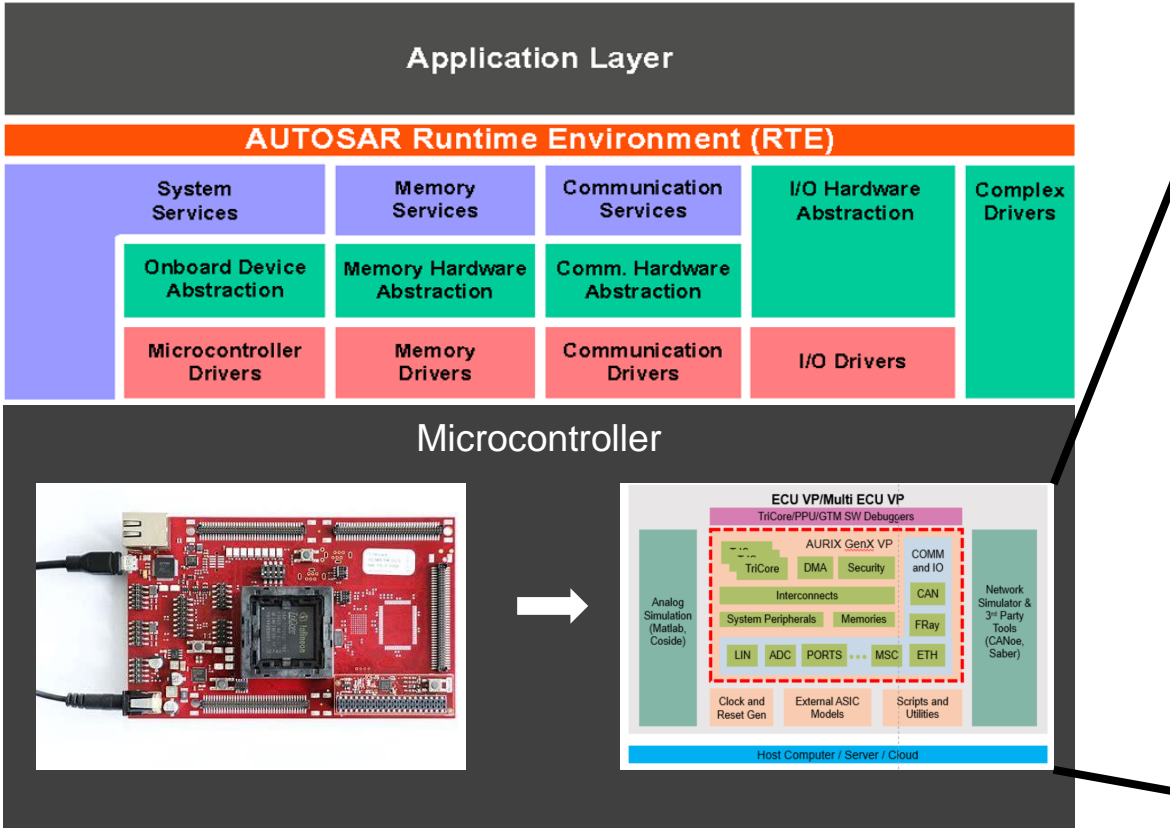 Application Layer
AUTOSAR Runtime Environment (RTE)
System
Services
Memory
Services
Communication
Services
I/O Hardware
Abstraction
Complex
Drivers
Onboard Device
Abstraction
Memory Hardware
Abstraction
Comm. Hardware
Abstraction
Microcontroller
Drivers
Memory
Drivers
Communication
Drivers
I/O Drivers
Microcontroller
Infineon
ECU VP/Multi ECU VP
TriCore/PPU/GTM SW Debuggers
Analog
Simulation
(Matlab,
Coside)
AURIX GenX VP
TriCore
DMA
Security
Interconnects
System Peripherals
Memories
LIN
ADC
PORTS
MSC
COMM
and IO
CAN
FRay
ETH
Network
Simulator &
3rd Party
Tools
(CANoe,
Saber)
Clock and
Reset Gen
External ASIC
Models
Scripts and
Utilities
Host Computer / Server / Cloud